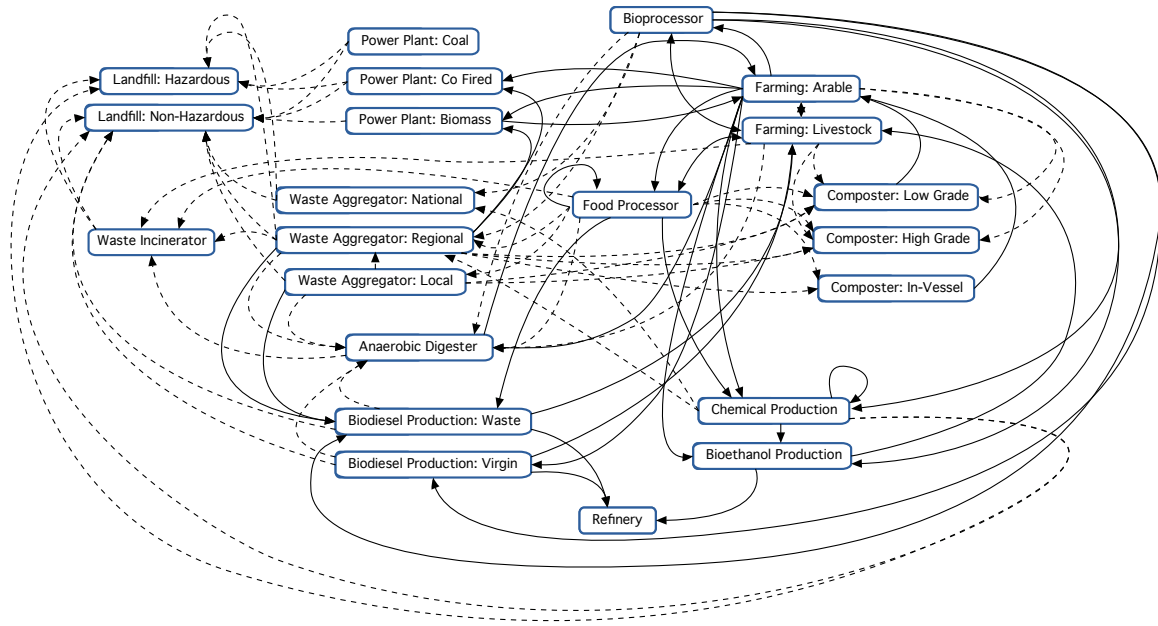 Bioprocessor
Power Plant: Coal
Landfill: Hazardous
Power Plant: Co Fired
Farming: Arable
Landfill: Non-Hazardous
Power Plant: Biomass
Farming: Livestock
Waste Aggregator: National
Food Processor
Composter: Low Grade
Waste Incinerator
Waste Aggregator: Regional
Composter: High Grade
Waste Aggregator: Local
Composter: In-Vessel
Anaerobic Digester
Biodiesel Production: Waste
Chemical Production
Biodiesel Production: Virgin
Bioethanol Production
Refinery